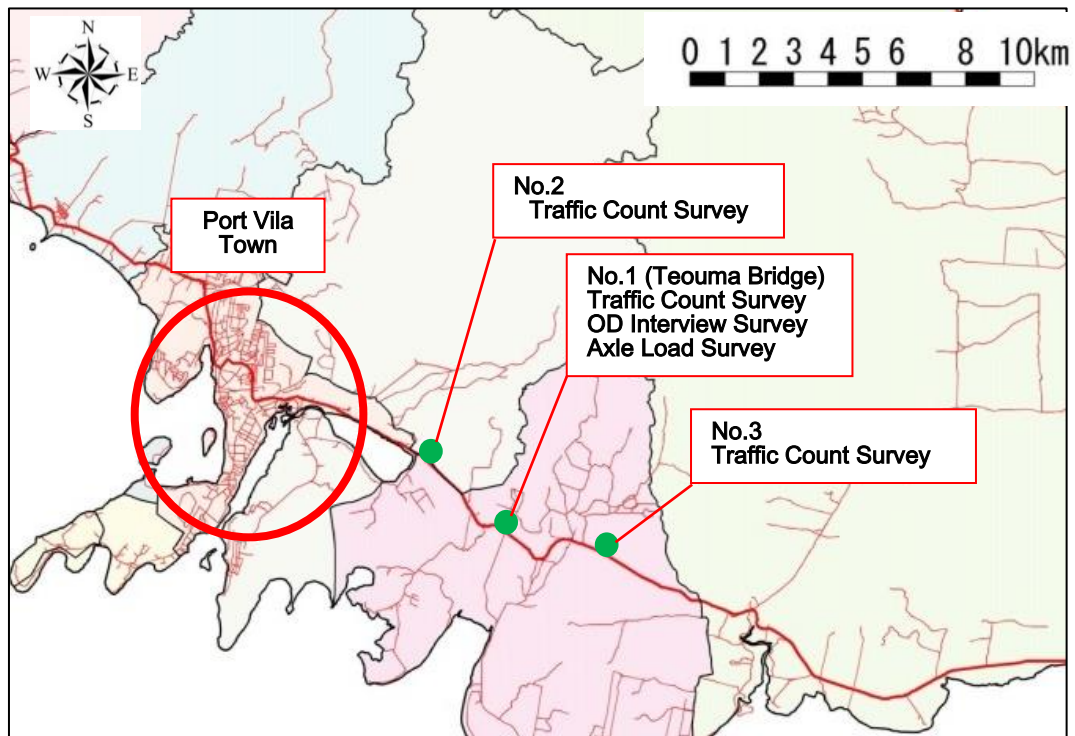 N
W E
S
0 1 2 3 4 5 6 8 10km
Port Vila
Town
No.2
Traffic Count Survey
No.1 (Teouma Bridge)
Traffic Count Survey
OD Interview Survey
Axle Load Survey
No.3
Traffic Count Survey